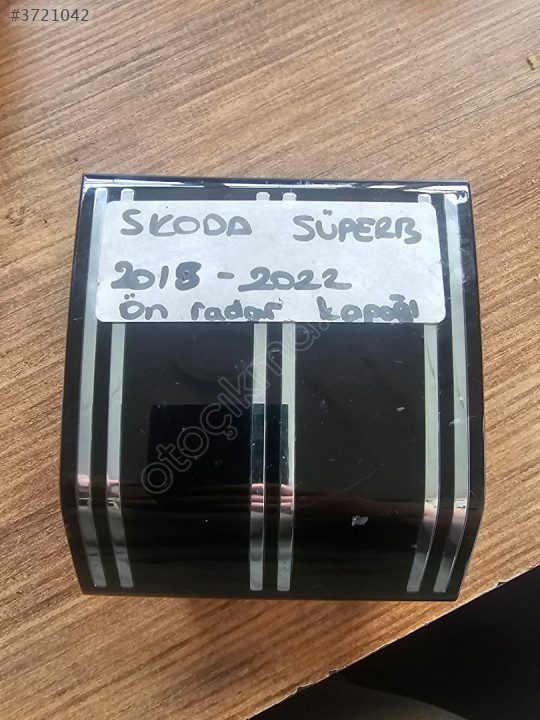 #3721042
SKODA SÜPERB
2018 - 2022
Ön radar kapağı
otoçıkma.